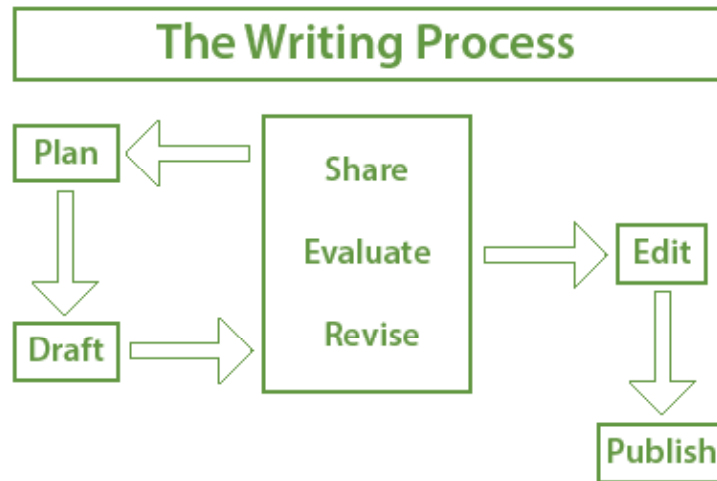 The Writing Process
Plan
Share
Evaluate
Revise
Draft
Edit
Publish